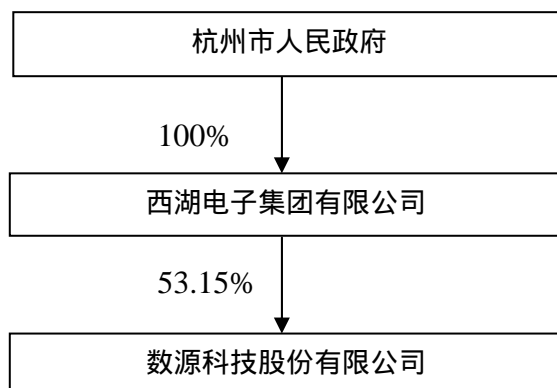 杭州市人民政府
100%
西湖电子集团有限公司
53.15%
数源科技股份有限公司